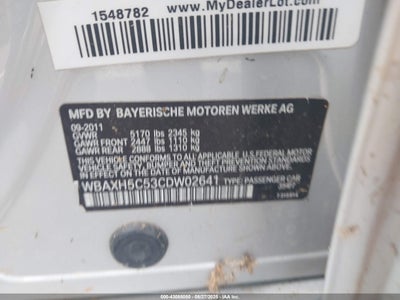 1548782
www.MyDealerLot.com
MFD BY BAYERISCHE MOTOREN WERKE AG
09-2011
GVWR 5170 lbs 2345 kg
GAWR FRONT 2447 lbs 1110 kg
GAWR REAR 2888 lbs 1310 kg
THIS VEHICLE CONFORMS TO ALL APPLICABLE U.S. FEDERAL MOTOR VEHICLE
SAFETY, BUMPER, AND THEFT PREVENTION STANDARDS
IN EFFECT ON THE DATE OF MANUFACTURE SHOWN ABOVE
WBAXH5C53CDW02641 TYPE: PASSENGER CAR